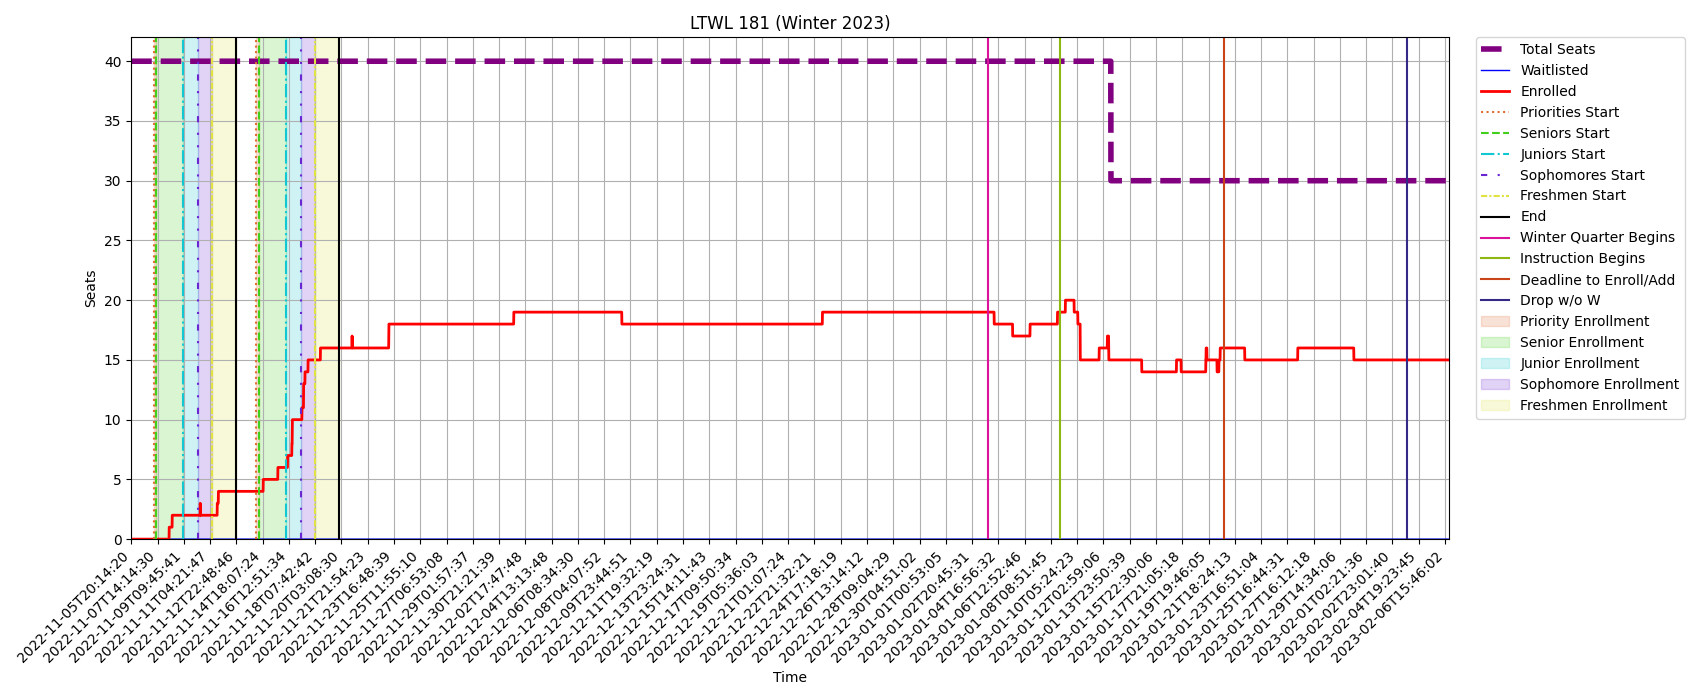 LTWL 181 (Winter 2023)
Seats
40
35
30
25
20
15
10
5
0
2022-11-05T20:14:20
2022-11-07T14:14:30
2022-11-09T09:45:41
2022-11-11T04:21:47
2022-11-12T22:48:46
2022-11-14T18:07:24
2022-11-16T12:51:34
2022-11-18T07:42:42
2022-11-20T03:08:30
2022-11-21T21:54:23
2022-11-23T16:48:39
2022-11-25T11:55:10
2022-11-27T06:53:08
2022-11-29T01:57:37
2022-11-30T21:21:39
2022-12-02T17:47:48
2022-12-04T13:13:48
2022-12-06T08:34:30
2022-12-08T04:07:52
2022-12-09T23:44:51
2022-12-11T19:32:19
2022-12-13T23:24:31
2022-12-15T14:11:43
2022-12-17T09:50:34
2022-12-19T05:36:03
2022-12-21T01:07:24
2022-12-22T21:32:21
2022-12-24T17:18:19
2022-12-26T13:14:12
2022-12-28T09:04:29
2022-12-30T04:51:02
2023-01-01T00:53:05
2023-01-02T20:45:31
2023-01-04T16:56:32
2023-01-06T12:52:46
2023-01-08T08:51:45
2023-01-10T05:24:23
2023-01-12T02:59:06
2023-01-13T23:50:39
2023-01-15T22:30:06
2023-01-17T21:05:18
2023-01-19T19:46:05
2023-01-21T18:24:13
2023-01-23T16:51:04
2023-01-25T16:44:31
2023-01-27T16:12:18
2023-01-29T14:34:06
2023-02-01T02:21:36
2023-02-02T23:01:40
2023-02-04T19:23:45
2023-02-06T15:46:02
Time
Total Seats
Waitlisted
Enrolled
Priorities Start
Seniors Start
Juniors Start
Sophomores Start
Freshmen Start
End
Winter Quarter Begins
Instruction Begins
Deadline to Enroll/Add
Drop w/o W
Priority Enrollment
Senior Enrollment
Junior Enrollment
Sophomore Enrollment
Freshmen Enrollment